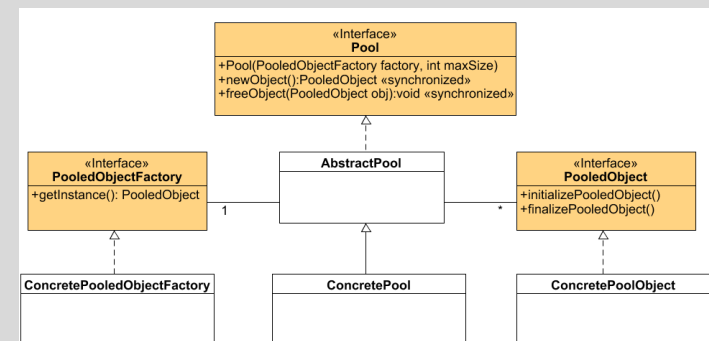 «Interface»
Pool
+Pool(PooledObjectFactory factory, int maxSize)
+newObject():PooledObject «synchronized»
+freeObject(PooledObject obj):void «synchronized»
«Interface»
PooledObjectFactory
+getInstance(): PooledObject
AbstractPool
«Interface»
PooledObject
+initializePooledObject()
+finalizePooledObject()
1
*
ConcretePooledObjectFactory
ConcretePool
ConcretePoolObject